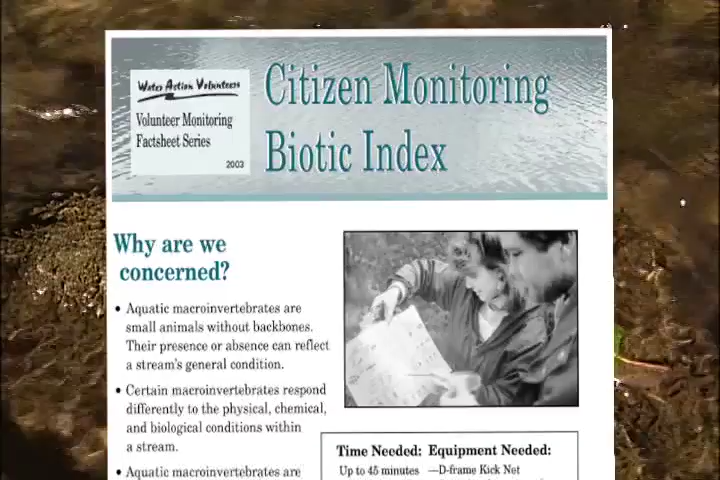 Water Action Volunteers
Volunteer Monitoring
Factsheet Series
2003
Citizen Monitoring
Biotic Index
Why are we
concerned?
• Aquatic macroinvertebrates are
small animals without backbones.
Their presence or absence can reflect
a stream's general condition.
• Certain macroinvertebrates respond
differently to the physical, chemical,
and biological conditions within
a stream.
• Aquatic macroinvertebrates are
Time Needed:
Up to 45 minutes
Equipment Needed:
—D-frame Kick Net